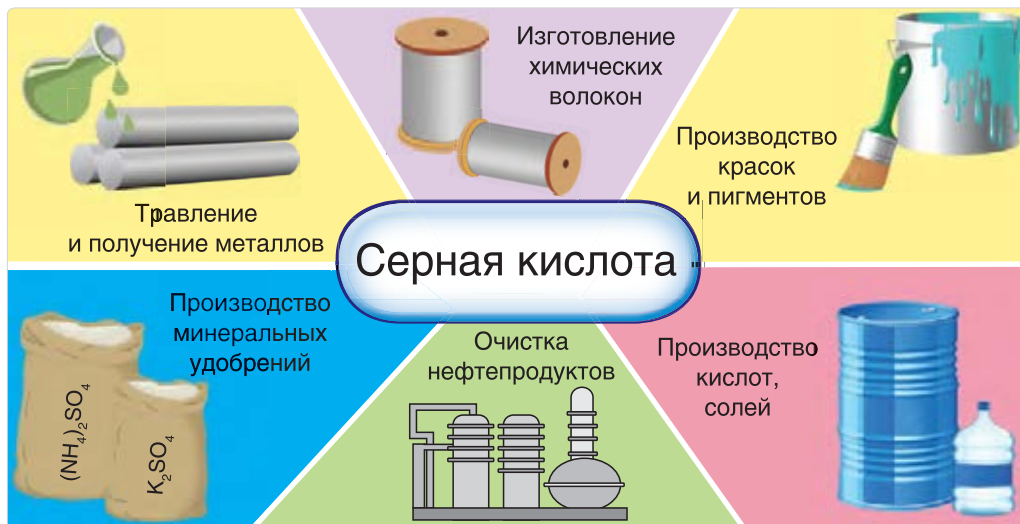 Изготовление
химических
волокон
Производство
красок
и пигментов
Травление
и получение металлов
Серная кислота
Производство
минеральных
удобрений
(NH₄)₂SO₄
K₂SO₄
Очистка
нефтепродуктов
Производство
кислот,
солей